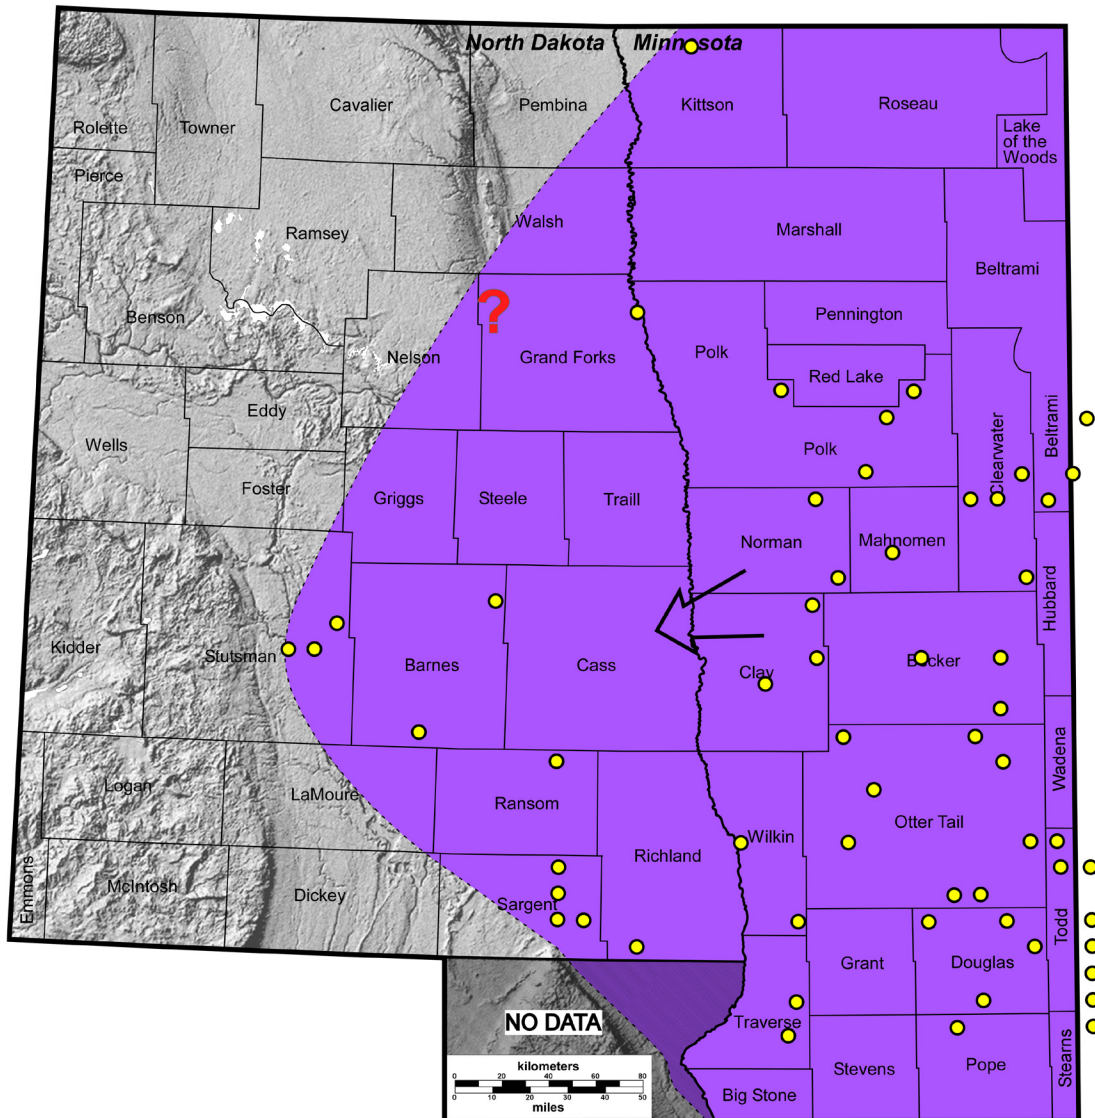 North Dakota Minnesota
Cavalier
Pembina
Kittson
Roseau
Rolette
Towner
Lake
of the
Woods
Pierce
Walsh
Ramsey
Marshall
Beltrami
Benson
?
Pennington
Nelson
Grand Forks
Polk
Red Lake
Eddy
Wells
Beltrami
Clearwater
Polk
Foster
Griggs
Steele
Traill
Norman
Mahnomen
Hubbard
Kidder
Stutsman
Barnes
Cass
Clay
Becker
Wadena
Logan
LaMoure
Ransom
Wilkin
Otter Tail
Richland
Emmons
McIntosh
Dickey
Sargent
Todd
Grant
Douglas
NO DATA
Traverse
Stevens
Pope
Stearns
Big Stone
kilometers
0 20 40 60 80
0 10 20 30 40 50
miles